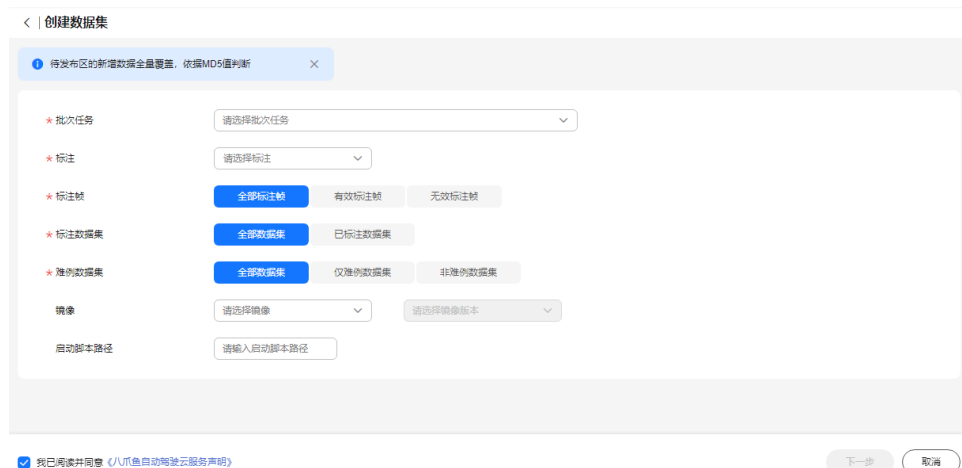 创建数据集
待发布区的新增数据全量覆盖，依据MD5值判断
* 批次任务 请选择批次任务
* 标注 请选择标注
* 标注帧 全部标注帧 有效标注帧 无效标注帧
* 标注数据集 全部数据集 已标注数据集
* 难例数据集 全部数据集 仅难例数据集 非难例数据集
镜像 请选择镜像 请选择镜像版本
启动脚本路径 请输入启动脚本路径
我已阅读并同意《八爪鱼自动驾驶云服务声明》 下一步 取消